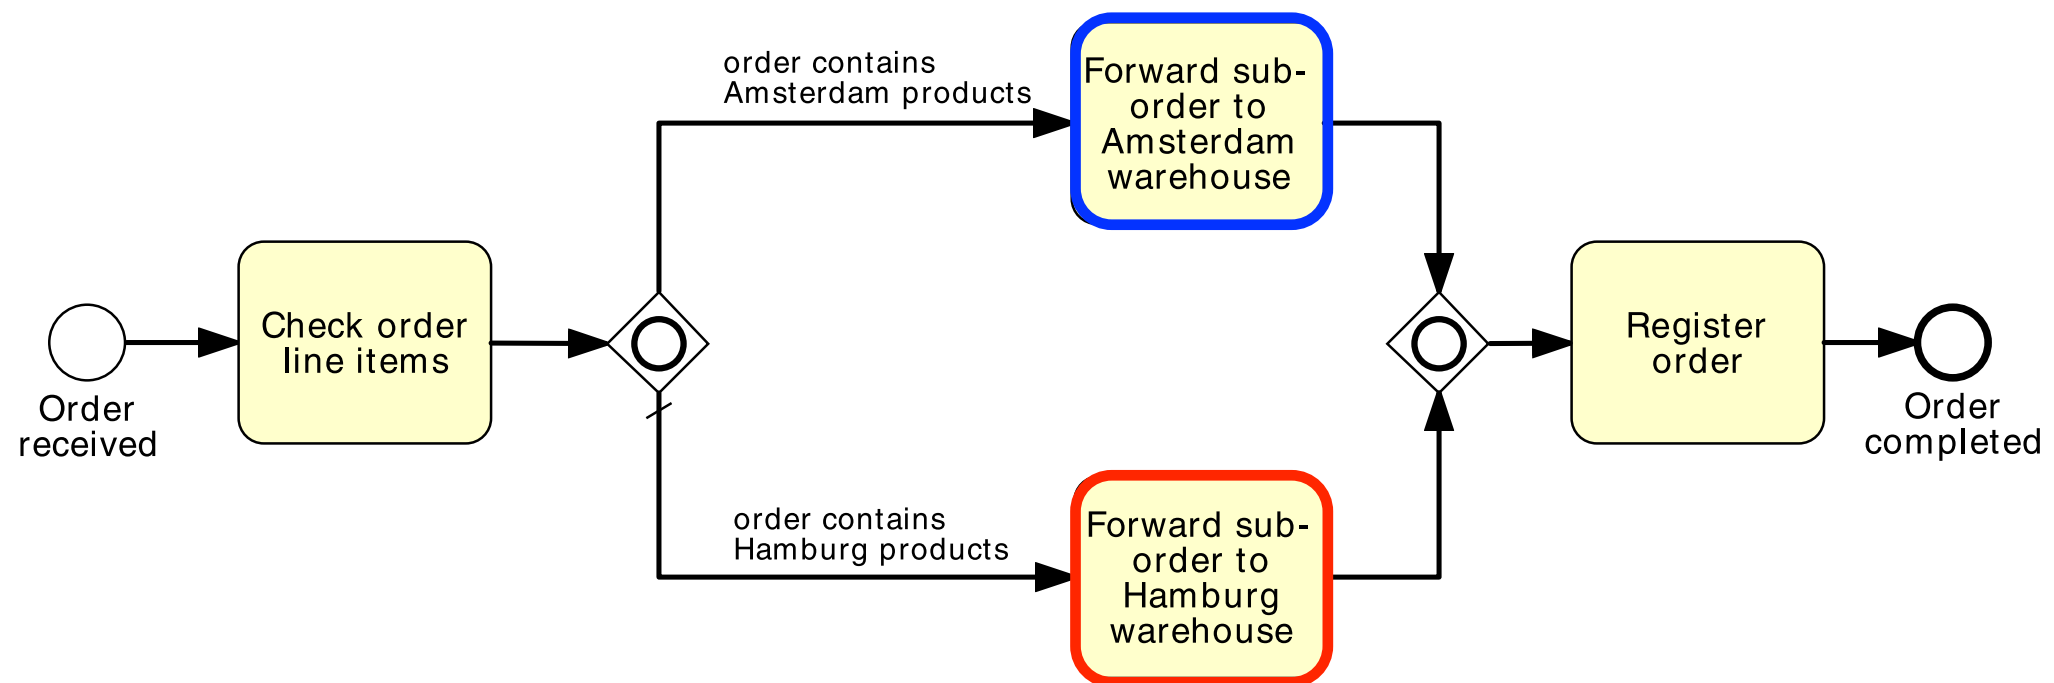 Order
received
Check order
line items
order contains
Amsterdam products
Forward sub-
order to
Amsterdam
warehouse
order contains
Hamburg products
Forward sub-
order to
Hamburg
warehouse
Register
order
Order
completed